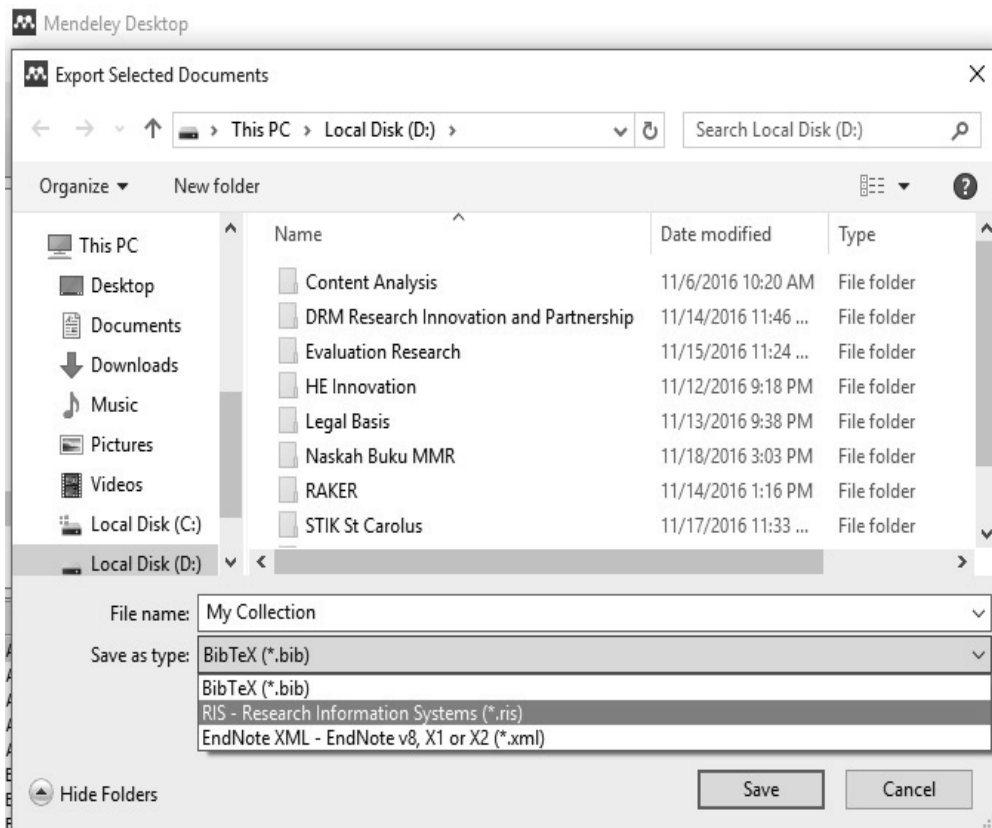 Mendeley Desktop
Export Selected Documents
This PC > Local Disk (D:) >
Search Local Disk (D:)
Organize
New folder
Name Date modified Type
This PC
Desktop
Documents
Downloads
Music
Pictures
Videos
Local Disk (C:)
Local Disk (D:)
Content Analysis 11/6/2016 10:20 AM File folder
DRM Research Innovation and Partnership 11/14/2016 11:46 ... File folder
Evaluation Research 11/15/2016 11:24 ... File folder
HE Innovation 11/12/2016 9:18 PM File folder
Legal Basis 11/13/2016 9:38 PM File folder
Naskah Buku MMR 11/18/2016 3:03 PM File folder
RAKER 11/14/2016 1:16 PM File folder
STIK St Carolus 11/17/2016 11:33 ... File folder
File name: My Collection
Save as type: BibTeX (*.bib)
BibTeX (*.bib)
RIS - Research Information Systems (*.ris)
EndNote XML - EndNote v8, X1 or X2 (*.xml)
Hide Folders
Save
Cancel